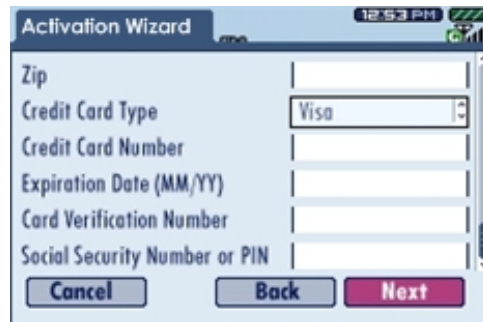 Activation Wizard
12:53 PM
Zip
Credit Card Type Visa
Credit Card Number
Expiration Date (MM/YY)
Card Verification Number
Social Security Number or PIN
Cancel Back Next